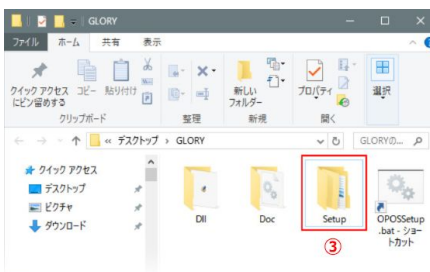 GLORY
ファイル ホーム 共有 表示
クイック アクセス
にピン留めする
コピー
貼り付け
新しい
フォルダー
プロパティ
選択
クリップボード 整理 新規 開く
« デスクトップ › GLORY
GLORYの...
クイック アクセス
デスクトップ
ピクチャ
ダウンロード
Dll
Doc
Setup
OPOSSetup
.bat - ショー
トカット
③